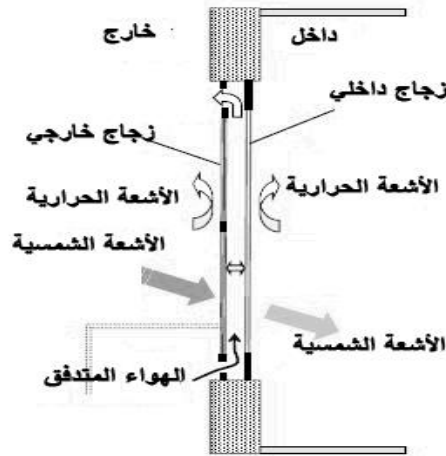 داخل
خارج
زجاج داخلي
زجاج خارجي
الأشعة الحرارية
الأشعة الحرارية
الأشعة الشمسية
الأشعة الشمسية
الهواء المتدفق